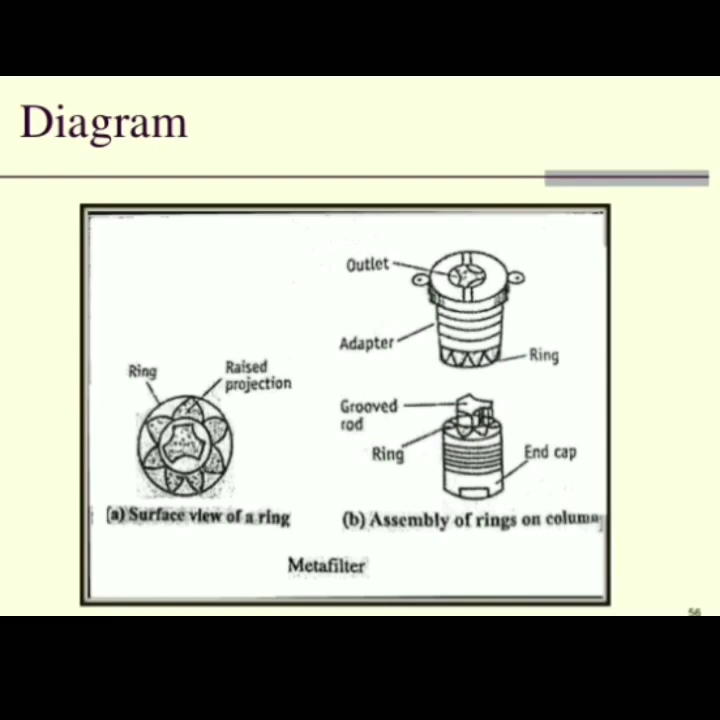 Diagram
Outlet
Adapter
Ring
Ring
Raised
projection
Grooved
rod
Ring
End cap
(a) Surface view of a ring
(b) Assembly of rings on column
Metafilter
56